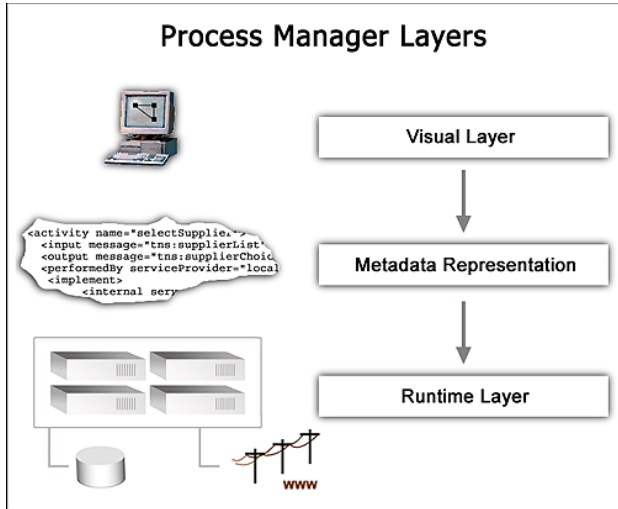 Process Manager Layers
Visual Layer
<activity name="selectSupplier">
<input message="tns:supplierList"
<output message="tns:supplierChoic
<performedBy serviceProvider="local
<implement>
<internal serv
Metadata Representation
Runtime Layer
www